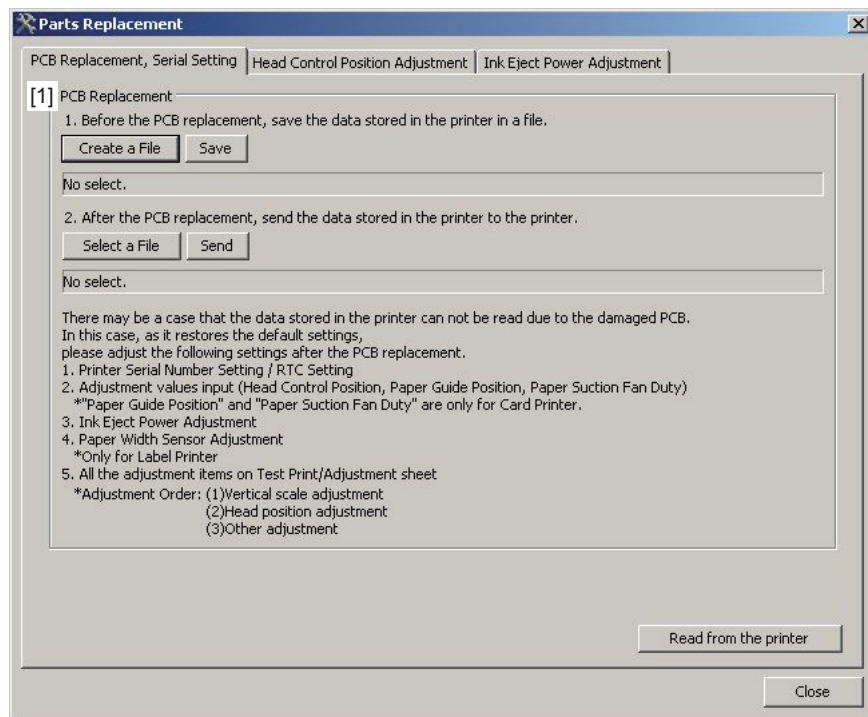 Parts Replacement
PCB Replacement, Serial Setting Head Control Position Adjustment Ink Eject Power Adjustment
[1] PCB Replacement
1. Before the PCB replacement, save the data stored in the printer in a file.
Create a File Save
No select.
2. After the PCB replacement, send the data stored in the printer to the printer.
Select a File Send
No select.
There may be a case that the data stored in the printer can not be read due to the damaged PCB.
In this case, as it restores the default settings,
please adjust the following settings after the PCB replacement.
1. Printer Serial Number Setting / RTC Setting
2. Adjustment values input (Head Control Position, Paper Guide Position, Paper Suction Fan Duty)
*"Paper Guide Position" and "Paper Suction Fan Duty" are only for Card Printer.
3. Ink Eject Power Adjustment
4. Paper Width Sensor Adjustment
*Only for Label Printer
5. All the adjustment items on Test Print/Adjustment sheet
*Adjustment Order: (1)Vertical scale adjustment
(2)Head position adjustment
(3)Other adjustment
Read from the printer
Close